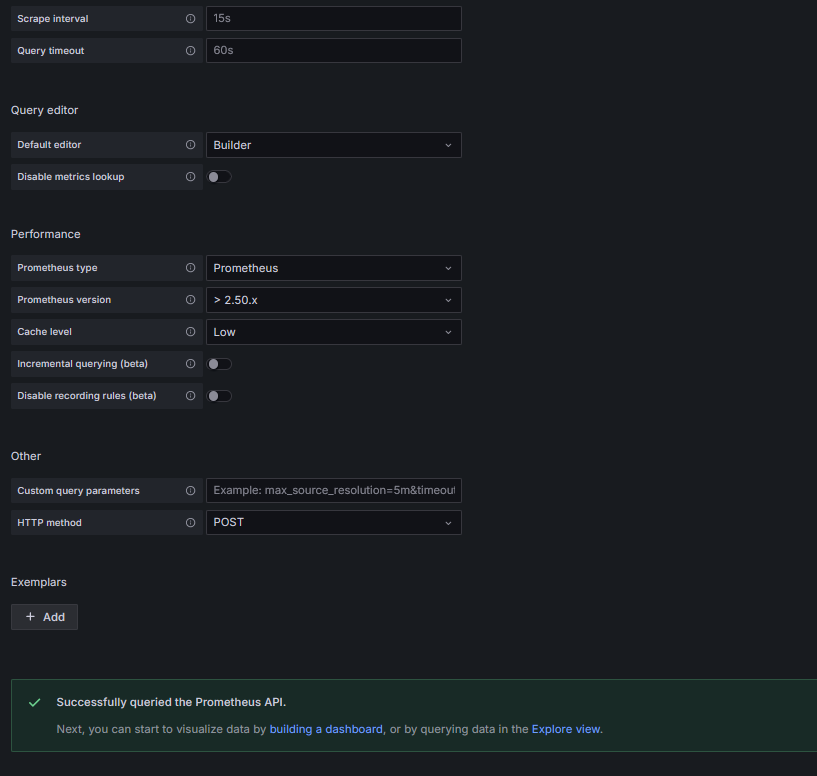 Scrape interval
15s
Query timeout
60s
Query editor
Default editor
Builder
Disable metrics lookup
Performance
Prometheus type
Prometheus
Prometheus version
> 2.50.x
Cache level
Low
Incremental querying (beta)
Disable recording rules (beta)
Other
Custom query parameters
Example: max_source_resolution=5m&timeout
HTTP method
POST
Exemplars
+ Add
Successfully queried the Prometheus API.
Next, you can start to visualize data by building a dashboard, or by querying data in the Explore view.